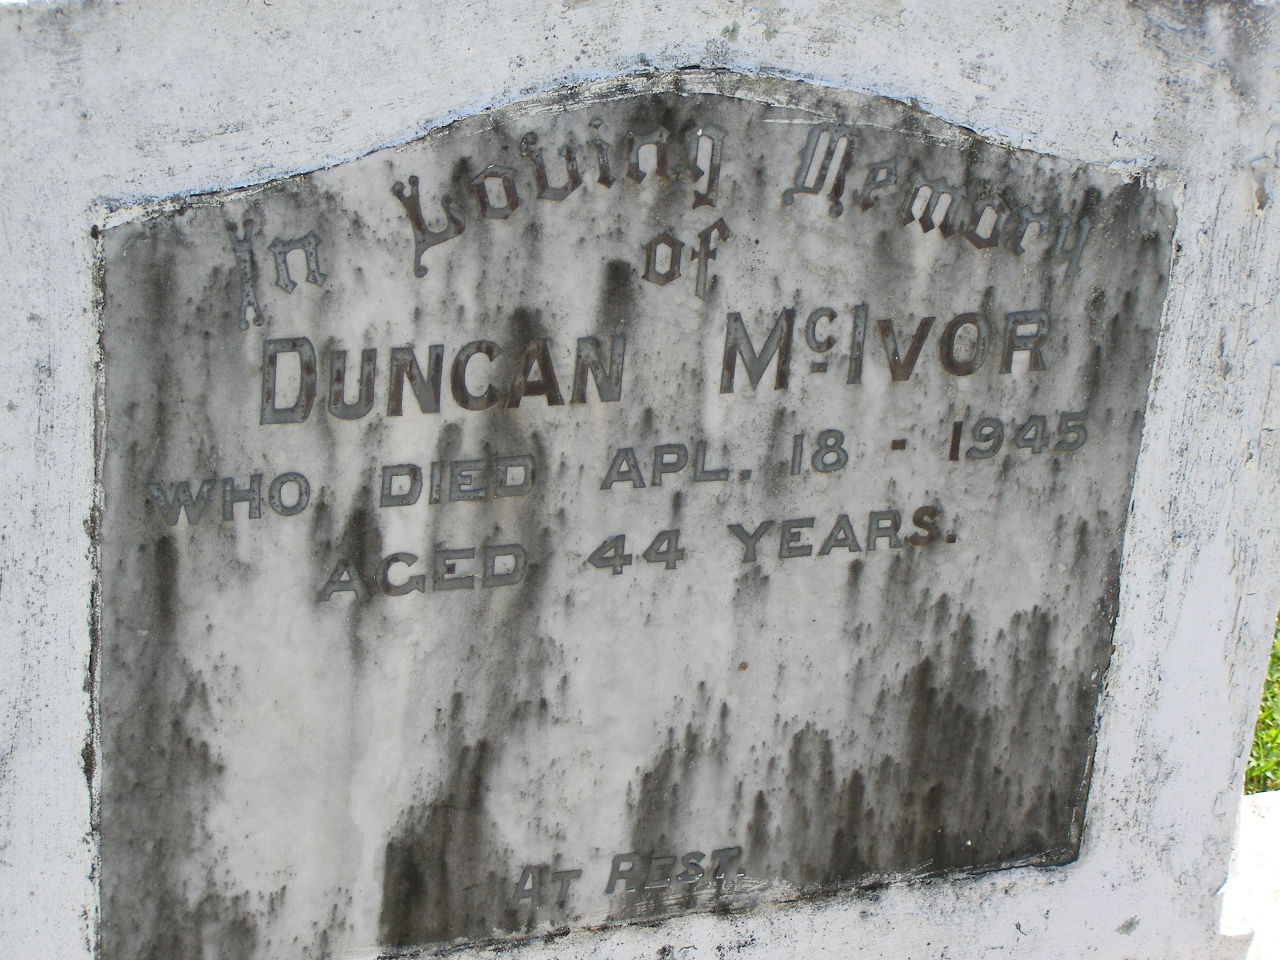 In Loving Memory
of
DUNCAN McIVOR
WHO DIED APL. 18 - 1945
AGED 44 YEARS.
AT REST.